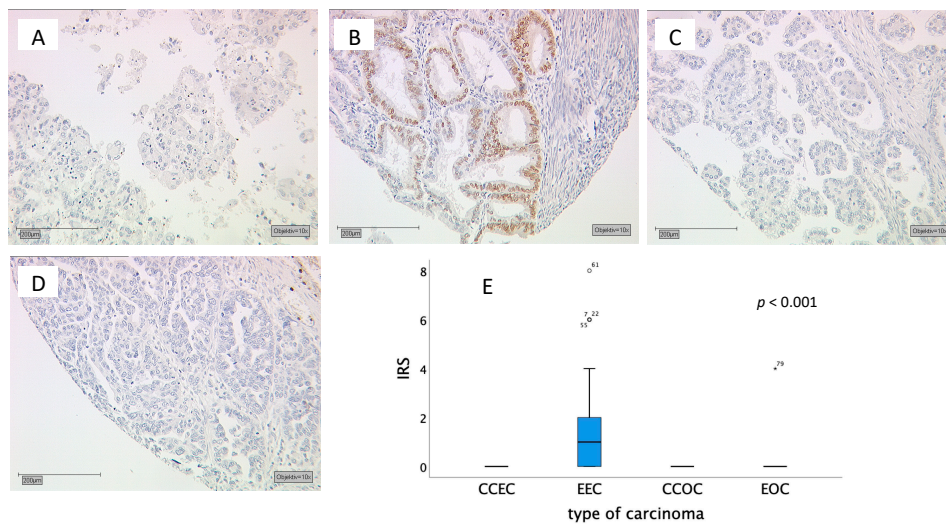 A
200µm
Objektiv=10x
B
200µm
Objektiv=10x
C
200µm
Objektiv=10x
D
200µm
Objektiv=10x
E
p < 0.001
IRS
8
6
4
2
0
61
7 22
55
79
CCEC EEC CCOC EOC
type of carcinoma